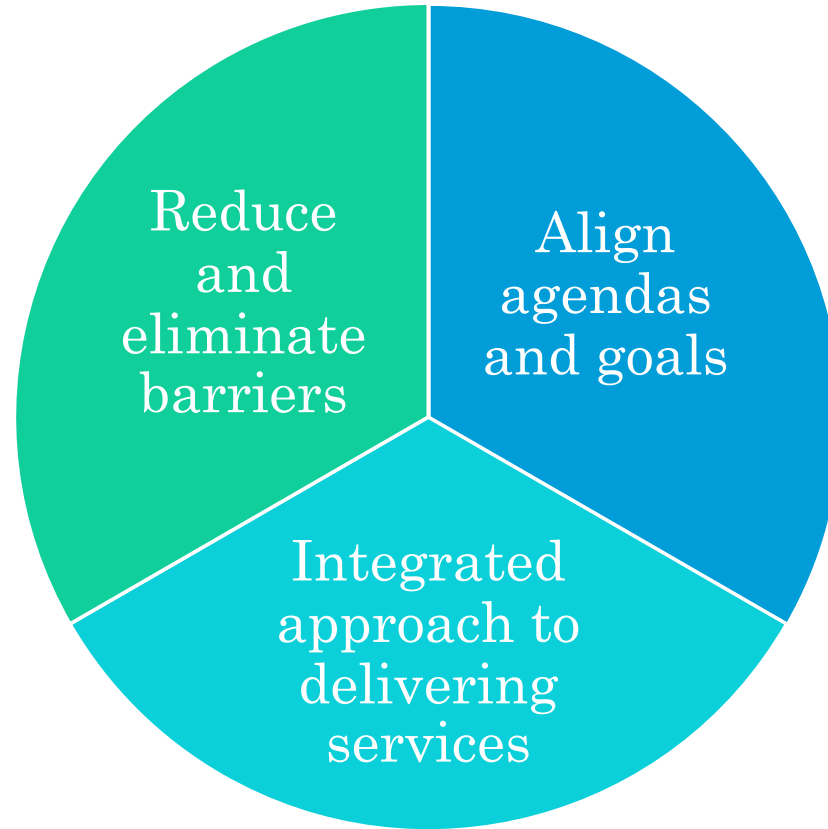 Reduce
and
eliminate
barriers
Align
agendas
and goals
Integrated
approach to
delivering
services